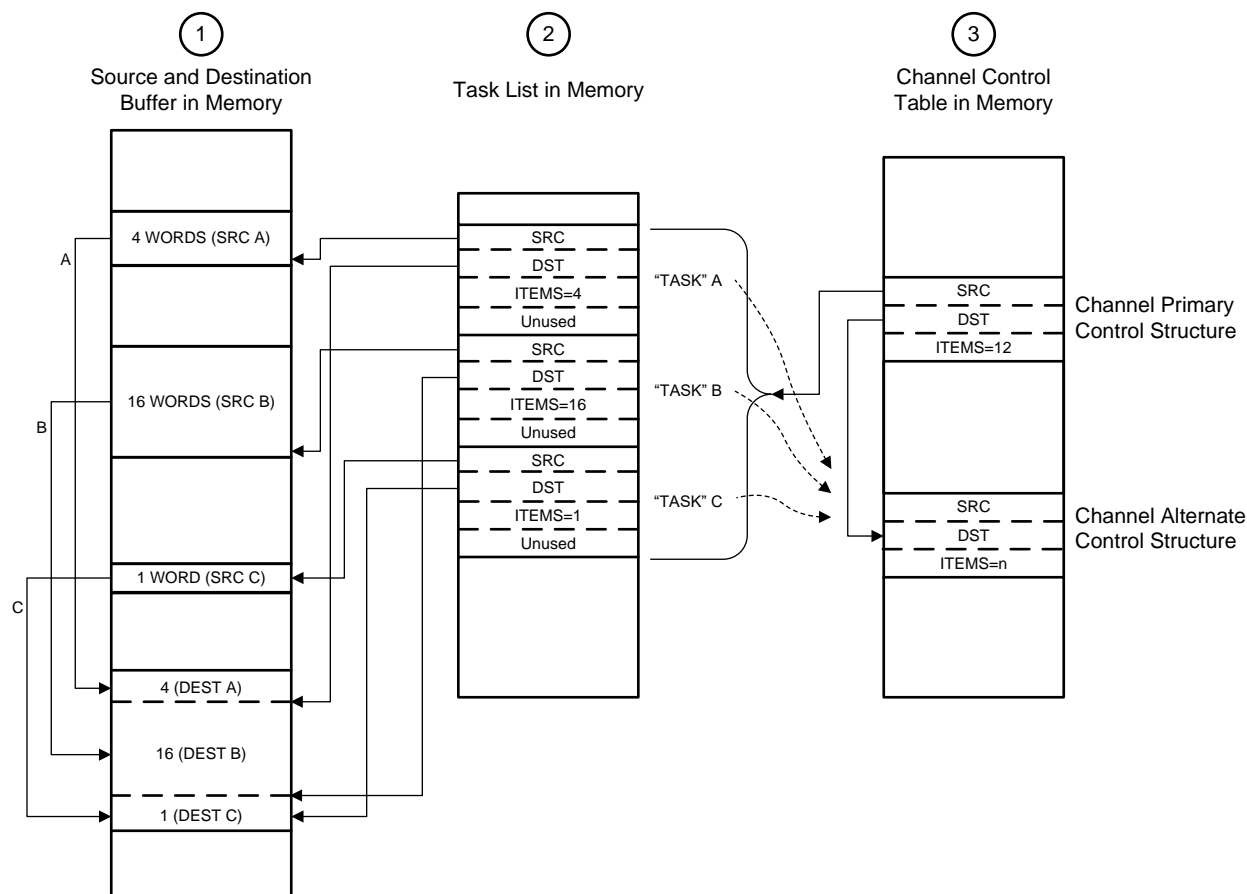 1
Source and Destination
Buffer in Memory
2
Task List in Memory
3
Channel Control
Table in Memory
4 WORDS (SRC A)
A
16 WORDS (SRC B)
B
1 WORD (SRC C)
C
4 (DEST A)
16 (DEST B)
1 (DEST C)
SRC
DST
ITEMS=4
Unused
SRC
DST
ITEMS=16
Unused
SRC
DST
ITEMS=1
Unused
“TASK” A
“TASK” B
“TASK” C
SRC
DST
ITEMS=12
Channel Primary
Control Structure
SRC
DST
ITEMS=n
Channel Alternate
Control Structure